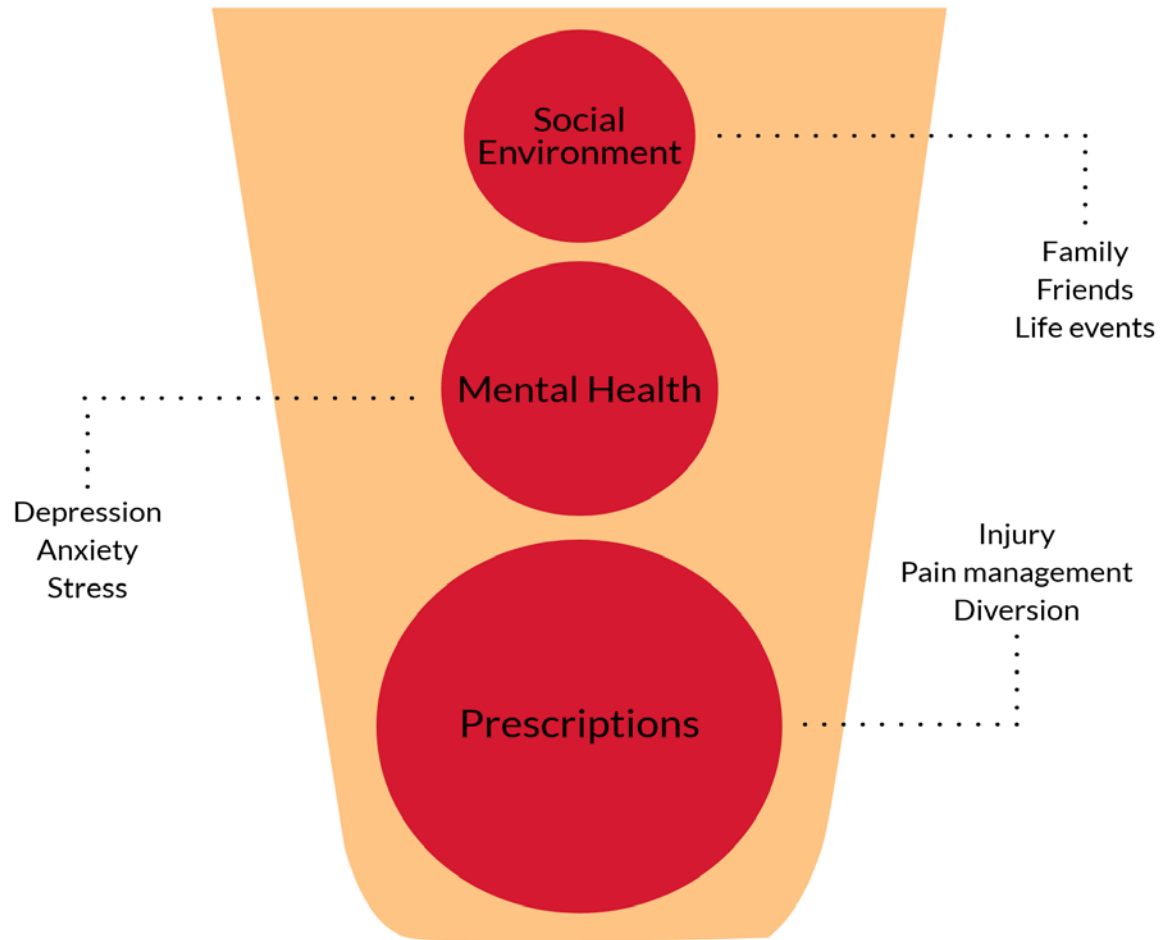 Social
Environment
Family
Friends
Life events
Mental Health
Depression
Anxiety
Stress
Injury
Pain management
Diversion
Prescriptions